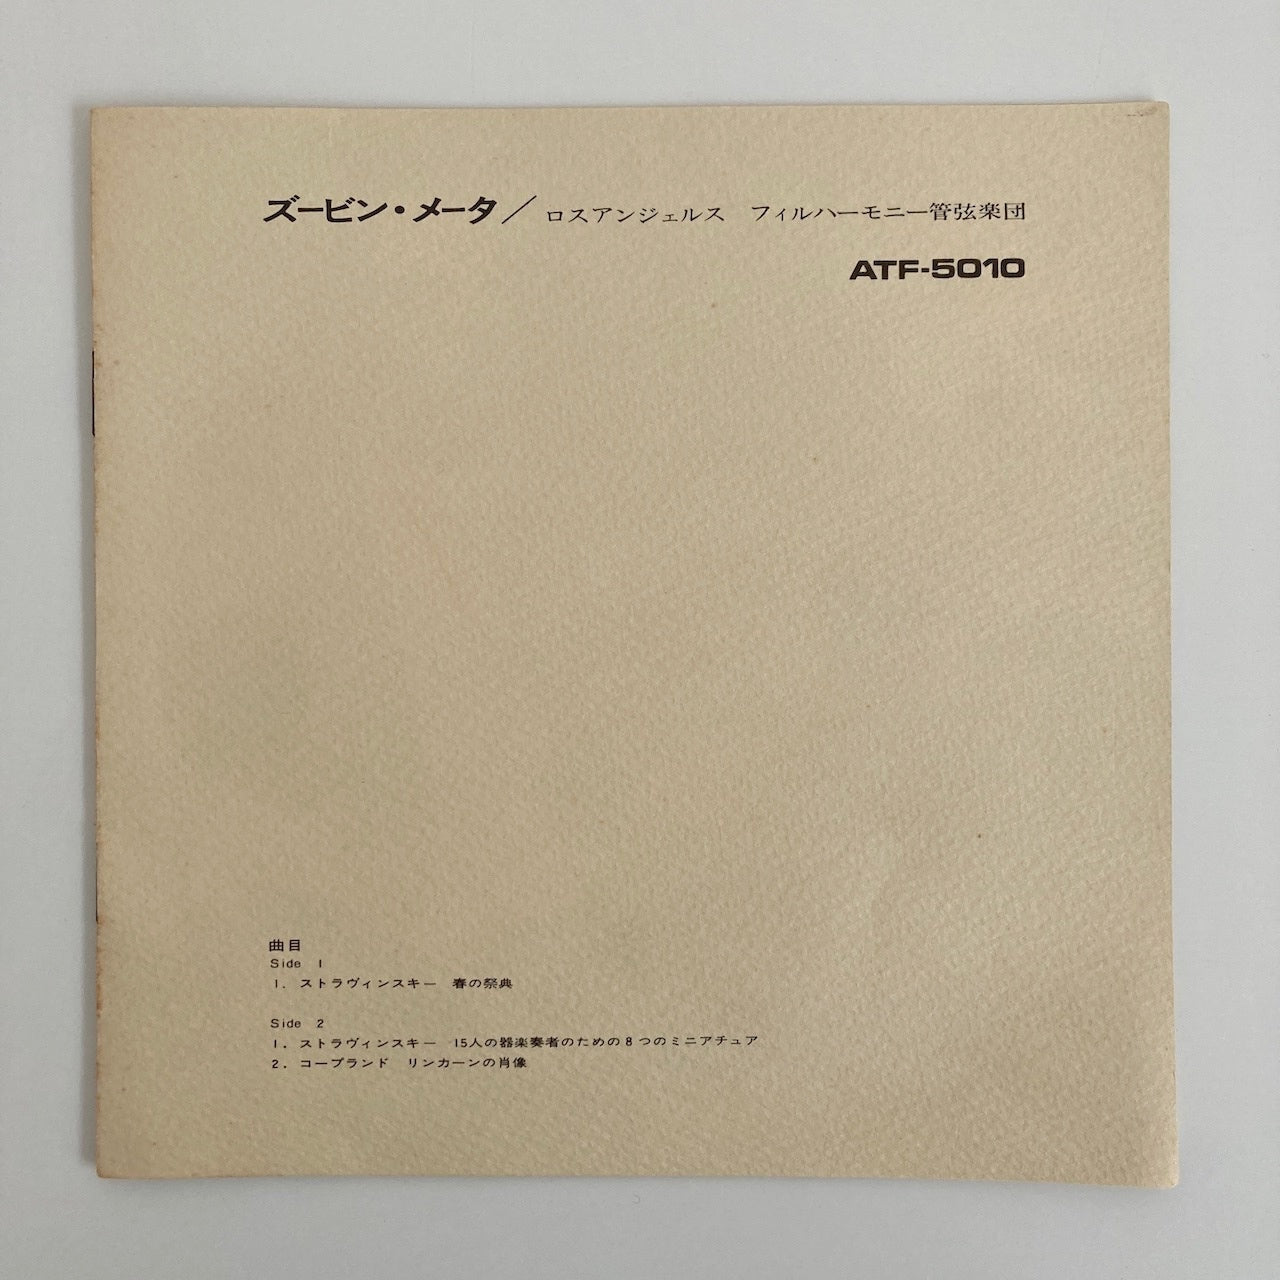 ズービン・メータ／ロスアンジェルス　フィルハーモニー管弦楽団
ATF-5010
曲目
Side 1
1. ストラヴィンスキー　春の祭典
Side 2
1. ストラヴィンスキー　15人の器楽奏者のための8つのミニアチュア
2. コープランド　リンカーンの肖像